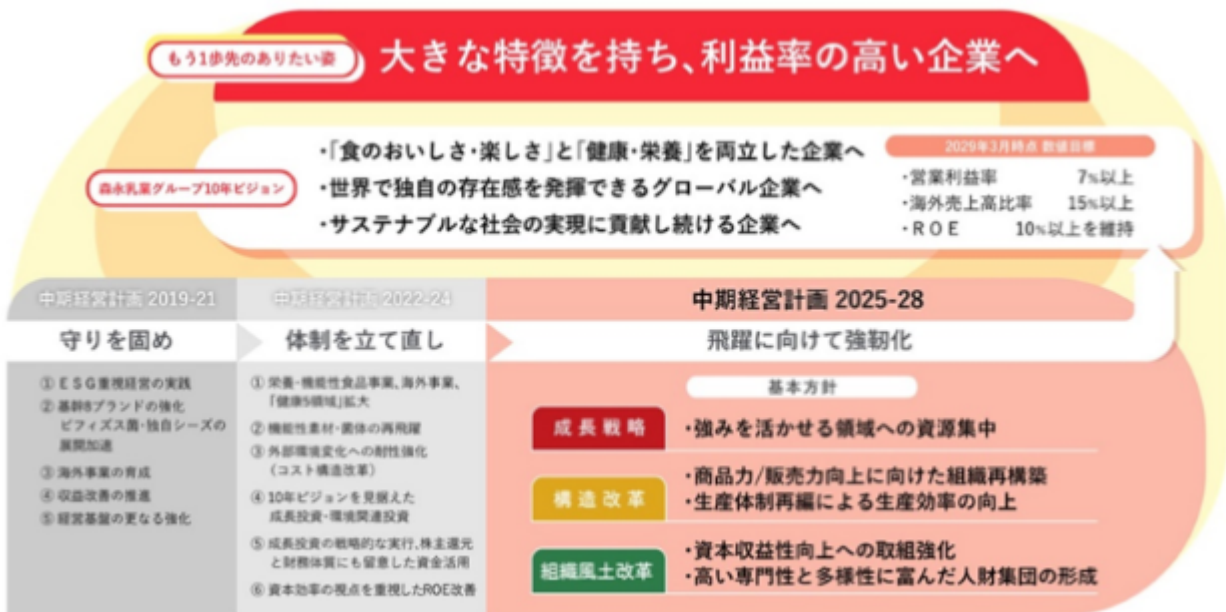 もう1歩先のありたい姿
大きな特徴を持ち、利益率の高い企業へ
森永乳業グループ10年ビジョン
・「食のおいしさ・楽しさ」と「健康・栄養」を両立した企業へ
・世界で独自の存在感を発揮できるグローバル企業へ
・サステナブルな社会の実現に貢献し続ける企業へ
2029年3月時点 数値目標
・営業利益率 7%以上
・海外売上高比率 15%以上
・ROE 10%以上を維持
中期経営計画 2019-21
守りを固め
① ESG重視経営の実践
② 基幹8ブランドの強化
ビフィズス菌・独自シーズの
展開加速
③ 海外事業の育成
④ 収益改善の推進
⑤ 経営基盤の更なる強化
中期経営計画 2022-24
体制を立て直し
① 栄養・機能性食品事業、海外事業、
「健康5領域」拡大
② 機能性素材・菌体の再飛躍
③ 外部環境変化への耐性強化
（コスト構造改革）
④ 10年ビジョンを見据えた
成長投資・環境関連投資
⑤ 成長投資の戦略的な実行、株主還元
と財務体質にも留意した資金活用
⑥ 資本効率の視点を重視したROE改善
中期経営計画 2025-28
飛躍に向けて強靭化
基本方針
成長戦略
・強みを活かせる領域への資源集中
構造改革
・商品力/販売力向上に向けた組織再構築
・生産体制再編による生産効率の向上
組織風土改革
・資本収益性向上への取組強化
・高い専門性と多様性に富んだ人財集団の形成